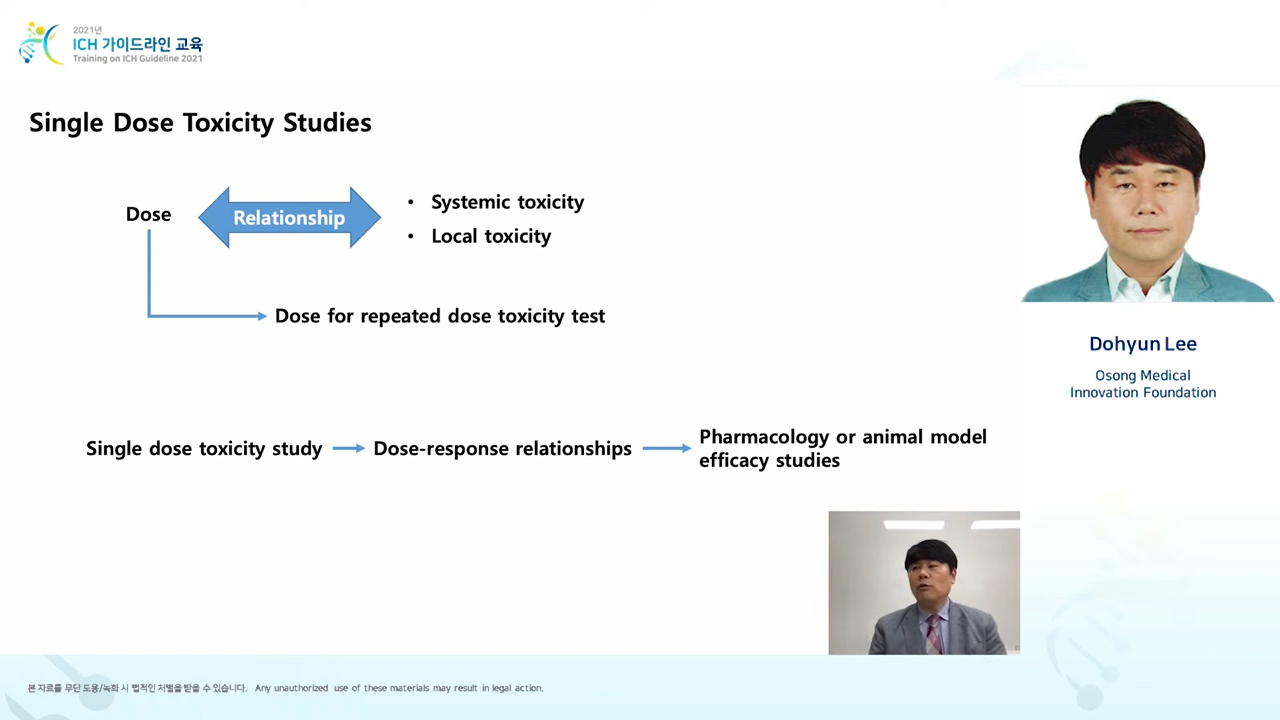 2021년
ICH 가이드라인 교육
Training on ICH Guideline 2021
Single Dose Toxicity Studies
Dose
Relationship
• Systemic toxicity
• Local toxicity
Dose for repeated dose toxicity test
Single dose toxicity study
Dose-response relationships
Pharmacology or animal model
efficacy studies
Dohyun Lee
Osong Medical
Innovation Foundation
본 자료를 무단 도용/녹화 시 법적인 처벌을 받을 수 있습니다. Any unauthorized use of these materials may result in legal action.